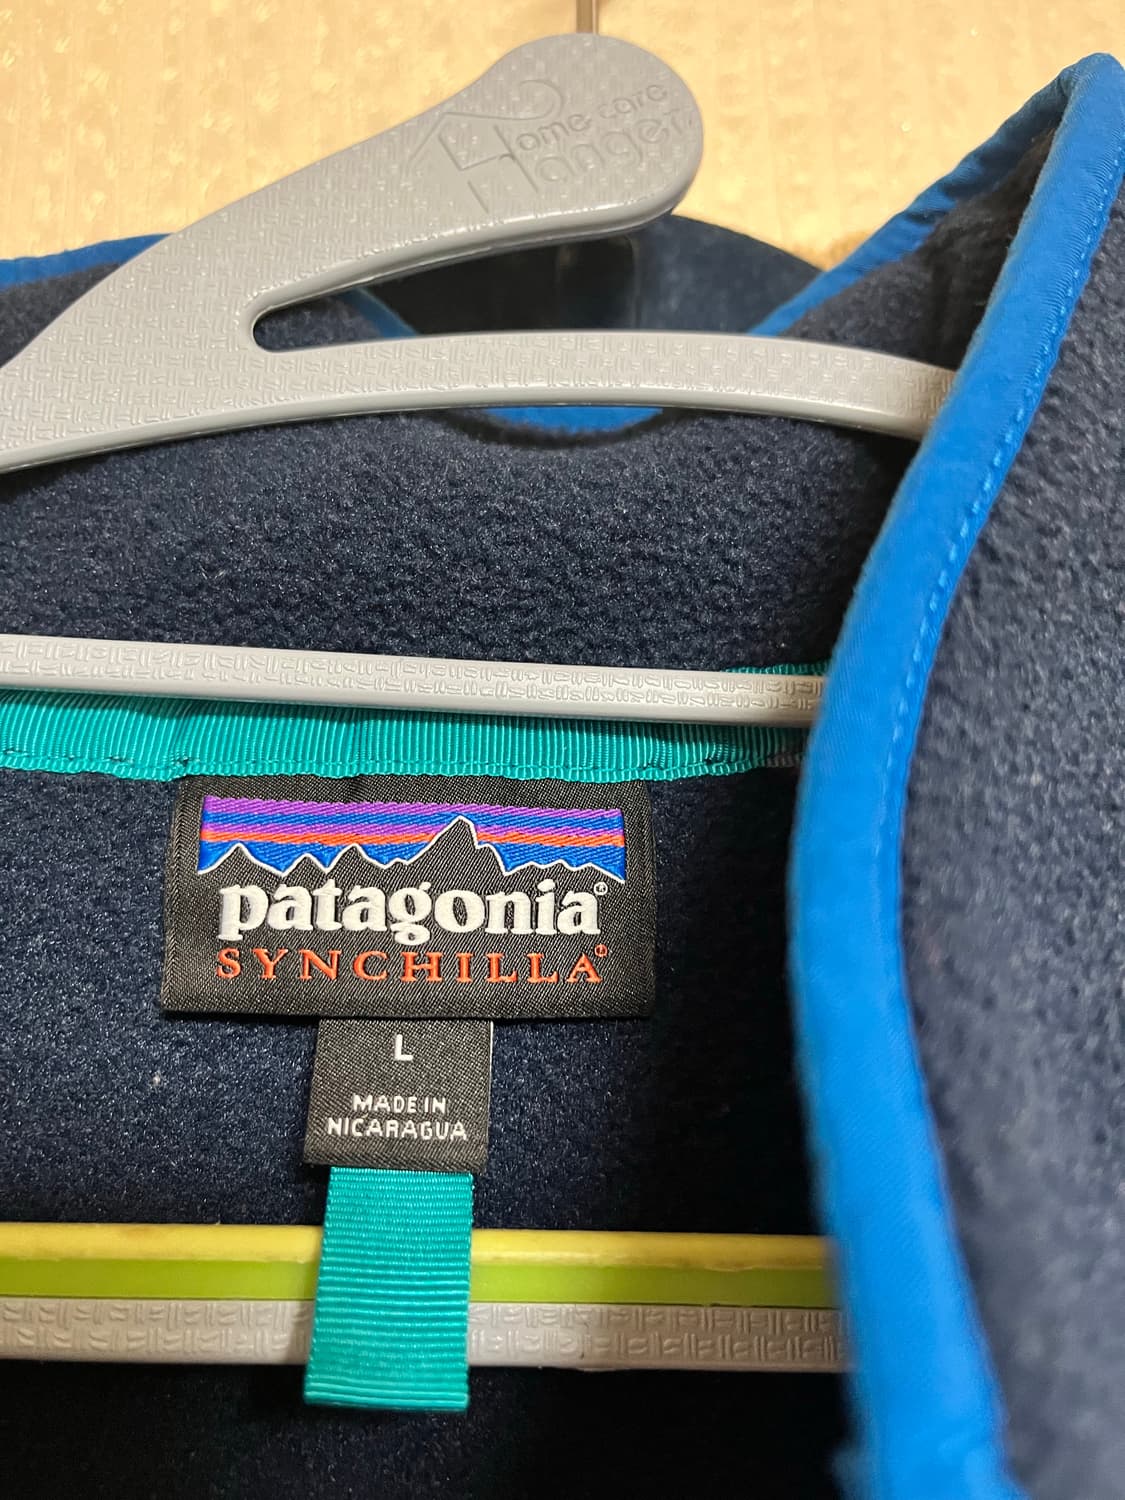 Home care
Hanger
patagonia®
SYNCHILLA®
L
MADE IN
NICARAGUA